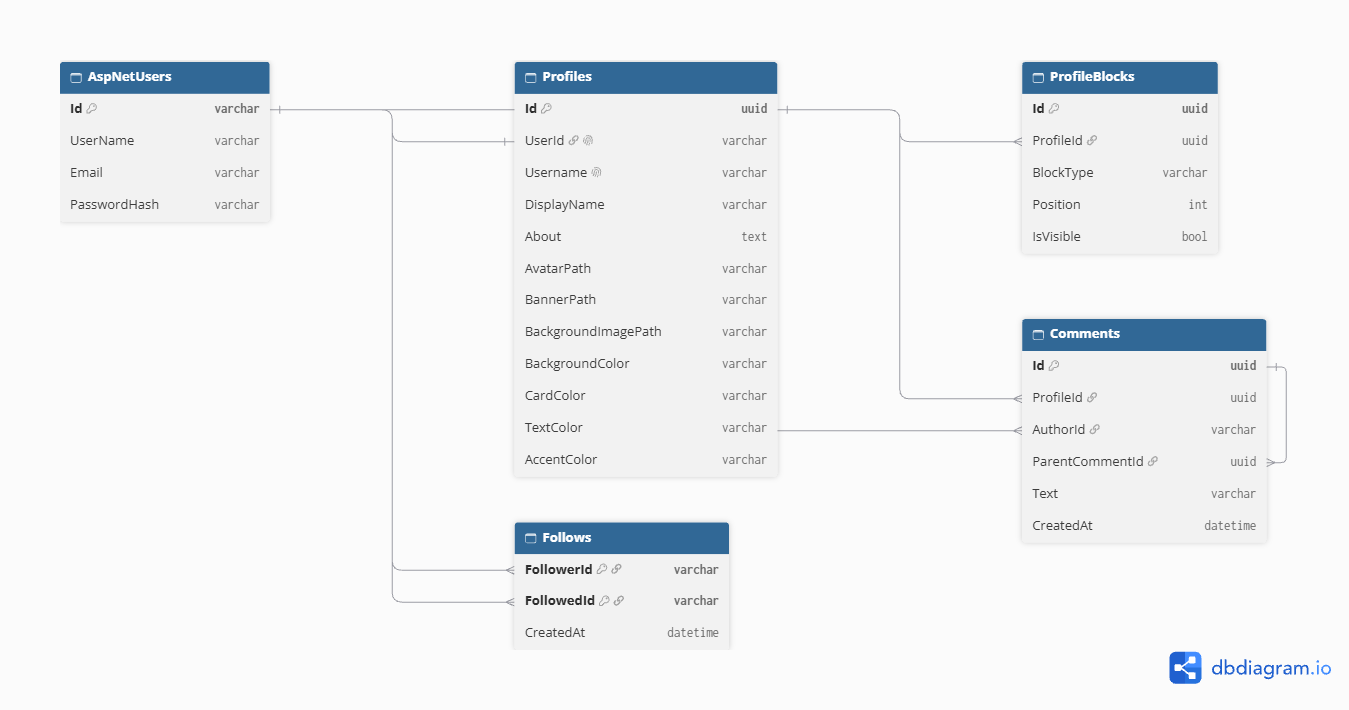 AspNetUsers
Id varchar
UserName varchar
Email varchar
PasswordHash varchar
Profiles
Id uuid
UserId varchar
Username varchar
DisplayName varchar
About text
AvatarPath varchar
BannerPath varchar
BackgroundImagePath varchar
BackgroundColor varchar
CardColor varchar
TextColor varchar
AccentColor varchar
ProfileBlocks
Id uuid
ProfileId uuid
BlockType varchar
Position int
IsVisible bool
Comments
Id uuid
ProfileId uuid
AuthorId varchar
ParentCommentId uuid
Text varchar
CreatedAt datetime
Follows
FollowerId varchar
FollowedId varchar
CreatedAt datetime
dbdiagram.io